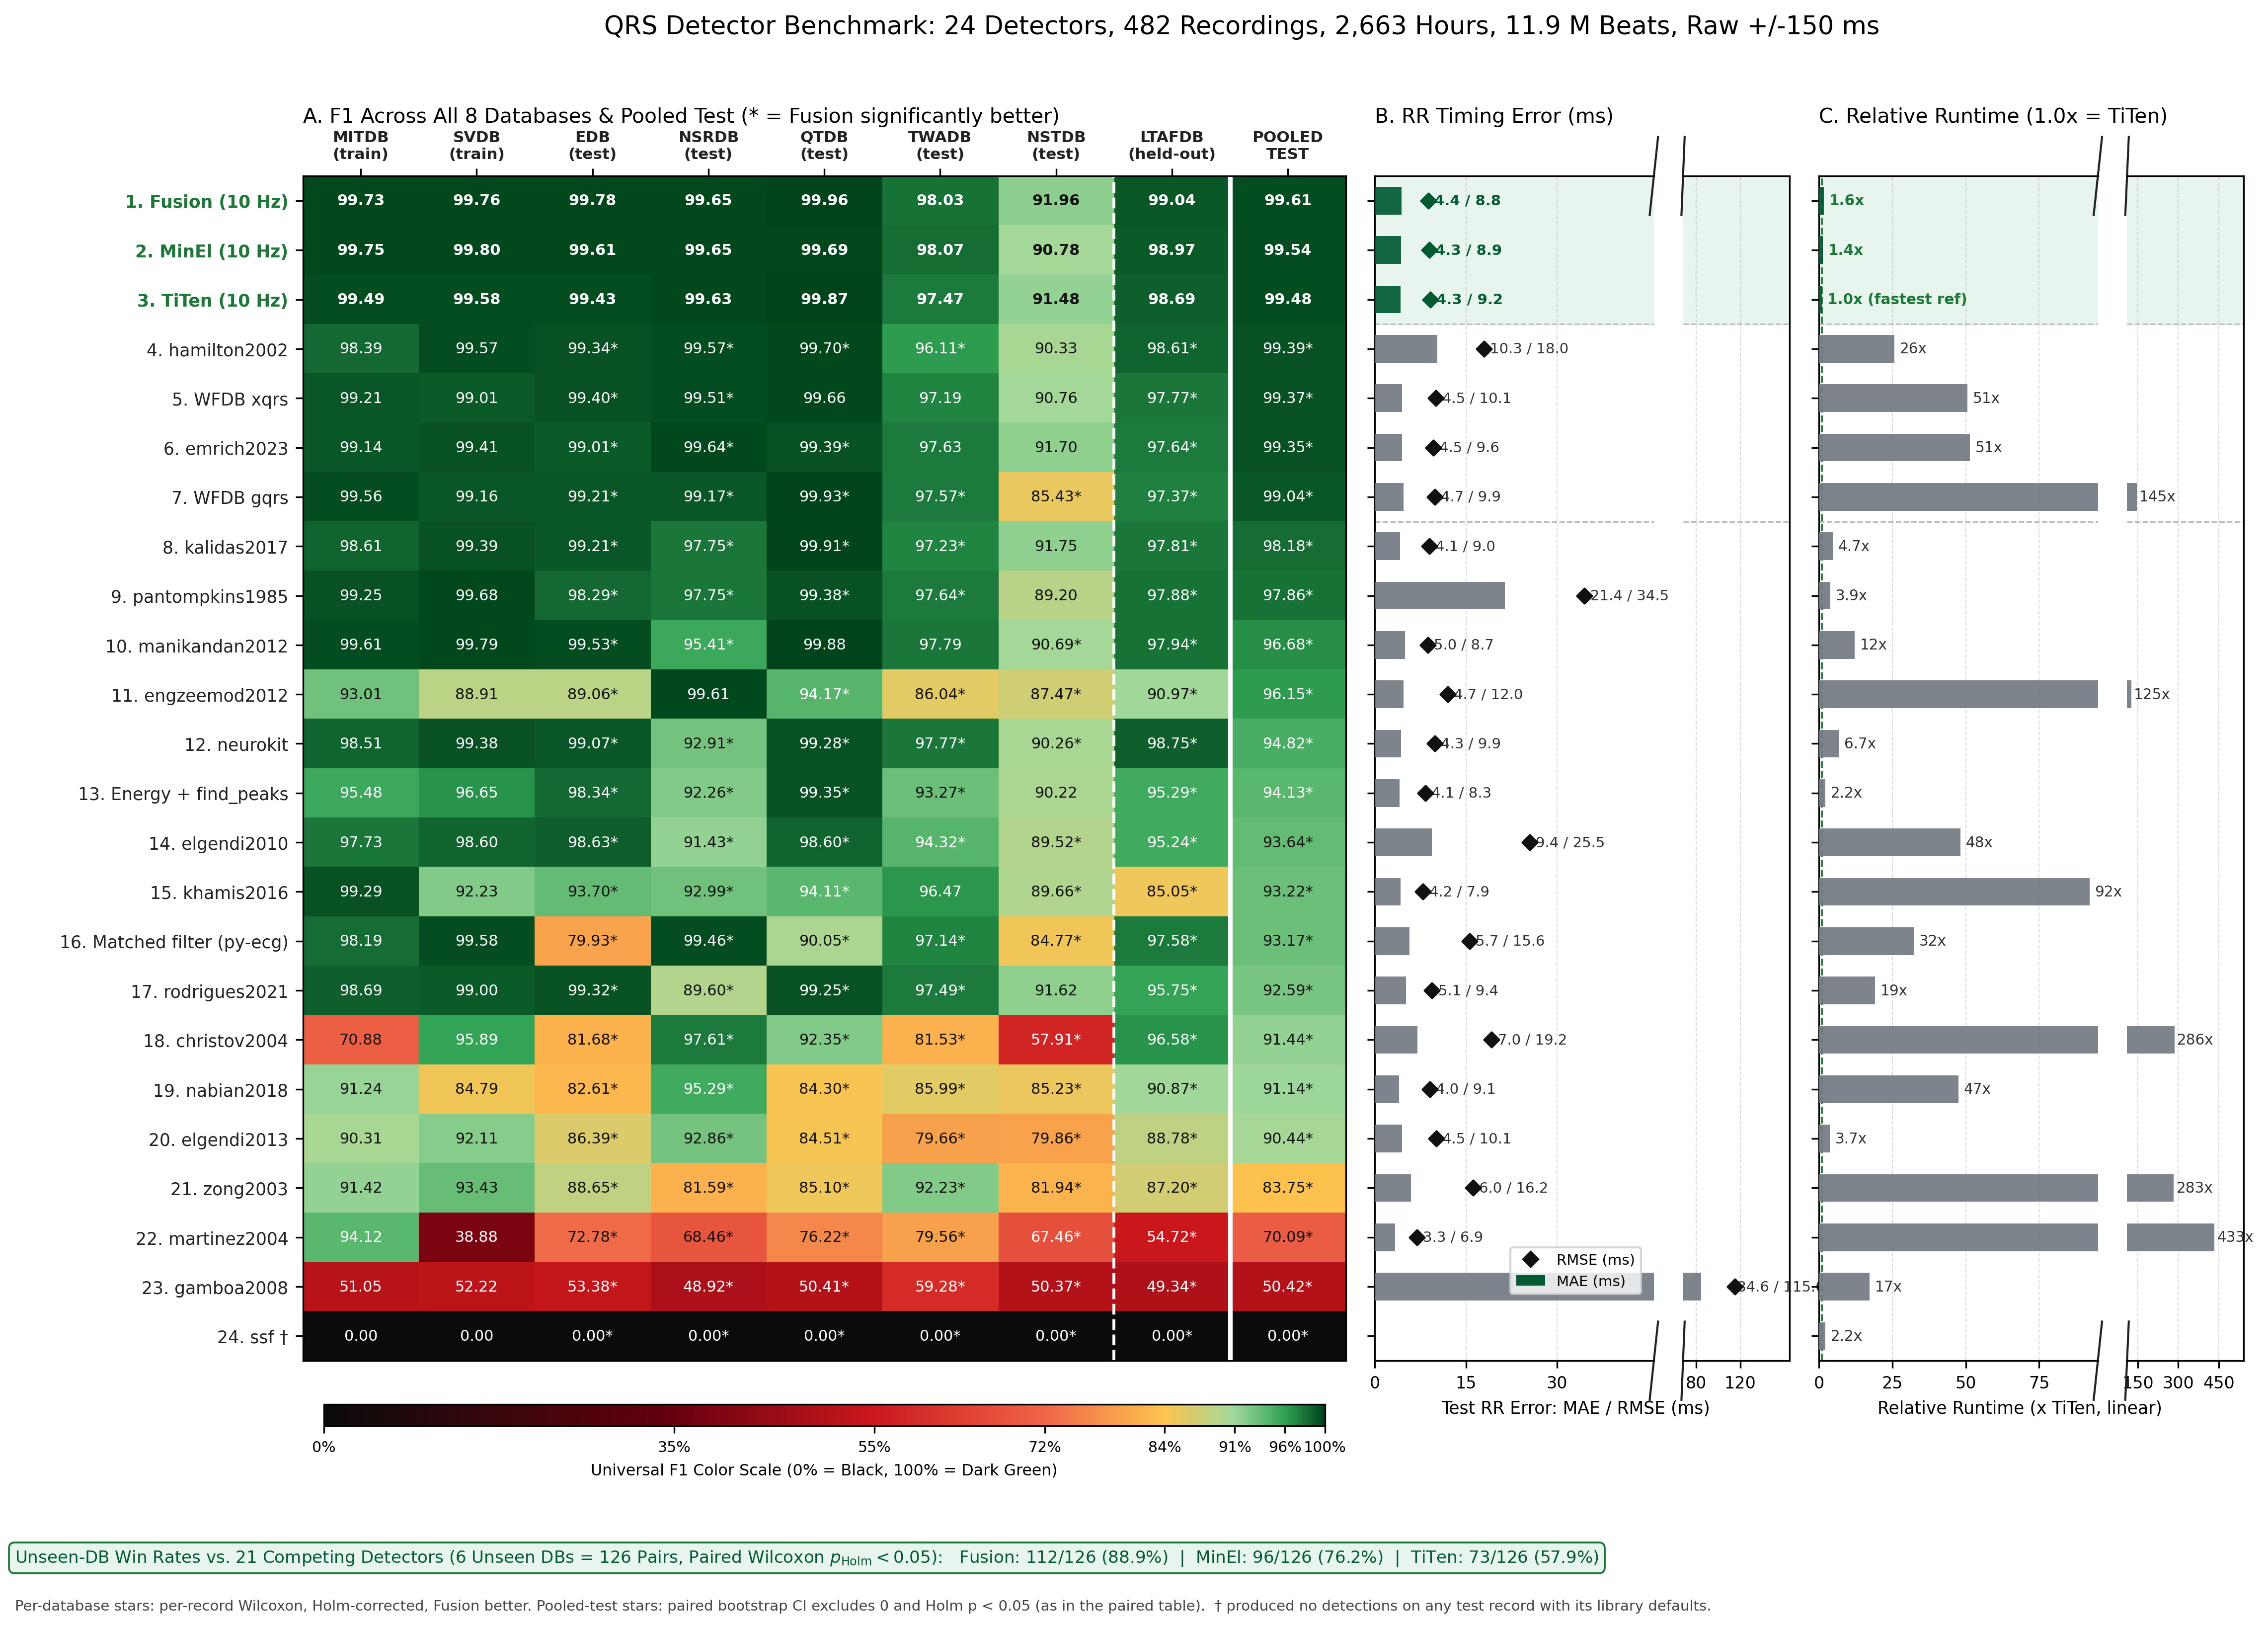 QRS Detector Benchmark: 24 Detectors, 482 Recordings, 2,663 Hours, 11.9 M Beats, Raw +/-150 ms
A. F1 Across All 8 Databases & Pooled Test (* = Fusion significantly better)
MITDB (train) SVDB (train) EDB (test) NSRDB (test) QTDB (test) TWADB (test) NSTDB (test) LTAFDB (held-out) POOLED TEST
1. Fusion (10 Hz) 99.73 99.76 99.78 99.65 99.96 98.03 91.96 99.04 99.61
2. MinEl (10 Hz) 99.75 99.80 99.61 99.65 99.69 98.07 90.78 98.97 99.54
3. TiTen (10 Hz) 99.49 99.58 99.43 99.63 99.87 97.47 91.48 98.69 99.48
4. hamilton2002 98.39 99.57 99.34* 99.57* 99.70* 96.11* 90.33 98.61* 99.39*
5. WFDB xqrs 99.21 99.01 99.40* 99.51* 99.66 97.19 90.76 97.77* 99.37*
6. emrich2023 99.14 99.41 99.01* 99.64* 99.39* 97.63 91.70 97.64* 99.35*
7. WFDB gqrs 99.56 99.16 99.21* 99.17* 99.93* 97.57* 85.43* 97.37* 99.04*
8. kalidas2017 98.61 99.39 99.21* 97.75* 99.91* 97.23* 91.75 97.81* 98.18*
9. pantompkins1985 99.25 99.68 98.29* 97.75* 99.38* 97.64* 89.20 97.88* 97.86*
10. manikandan2012 99.61 99.79 99.53* 95.41* 99.88 97.79 90.69* 97.94* 96.68*
11. engzeemod2012 93.01 88.91 89.06* 99.61 94.17* 86.04* 87.47* 90.97* 96.15*
12. neurokit 98.51 99.38 99.07* 92.91* 99.28* 97.77* 90.26* 98.75* 94.82*
13. Energy + find_peaks 95.48 96.65 98.34* 92.26* 99.35* 93.27* 90.22 95.29* 94.13*
14. elgendi2010 97.73 98.60 98.63* 91.43* 98.60* 94.32* 89.52* 95.24* 93.64*
15. khamis2016 99.29 92.23 93.70* 92.99* 94.11* 96.47 89.66* 85.05* 93.22*
16. Matched filter (py-ecg) 98.19 99.58 79.93* 99.46* 90.05* 97.14* 84.77* 97.58* 93.17*
17. rodrigues2021 98.69 99.00 99.32* 89.60* 99.25* 97.49* 91.62 95.75* 92.59*
18. christov2004 70.88 95.89 81.68* 97.61* 92.35* 81.53* 57.91* 96.58* 91.44*
19. nabian2018 91.24 84.79 82.61* 95.29* 84.30* 85.99* 85.23* 90.87* 91.14*
20. elgendi2013 90.31 92.11 86.39* 92.86* 84.51* 79.66* 79.86* 88.78* 90.44*
21. zong2003 91.42 93.43 88.65* 81.59* 85.10* 92.23* 81.94* 87.20* 83.75*
22. martinez2004 94.12 38.88 72.78* 68.46* 76.22* 79.56* 67.46* 54.72* 70.09*
23. gamboa2008 51.05 52.22 53.38* 48.92* 50.41* 59.28* 50.37* 49.34* 50.42*
24. ssf † 0.00 0.00 0.00* 0.00* 0.00* 0.00* 0.00* 0.00* 0.00*
0% 35% 55% 72% 84% 91% 96% 100%
Universal F1 Color Scale (0% = Black, 100% = Dark Green)
B. RR Timing Error (ms)
4.4 / 8.8
4.3 / 8.9
4.3 / 9.2
10.3 / 18.0
4.5 / 10.1
4.5 / 9.6
4.7 / 9.9
4.1 / 9.0
21.4 / 34.5
5.0 / 8.7
4.7 / 12.0
4.3 / 9.9
4.1 / 8.3
9.4 / 25.5
4.2 / 7.9
5.7 / 15.6
5.1 / 9.4
7.0 / 19.2
4.0 / 9.1
4.5 / 10.1
6.0 / 16.2
3.3 / 6.9
RMSE (ms)
MAE (ms)
0 15 30 80 120
Test RR Error: MAE / RMSE (ms)
C. Relative Runtime (1.0x = TiTen)
1.6x
1.4x
1.0x (fastest ref)
26x
51x
51x
145x
4.7x
3.9x
12x
125x
6.7x
2.2x
48x
92x
32x
19x
286x
47x
3.7x
283x
433x
17x
2.2x
0 25 50 75 150 300 450
Relative Runtime (x TiTen, linear)
Unseen-DB Win Rates vs. 21 Competing Detectors (6 Unseen DBs = 126 Pairs, Paired Wilcoxon pHolm < 0.05): Fusion: 112/126 (88.9%) | MinEl: 96/126 (76.2%) | TiTen: 73/126 (57.9%)
Per-database stars: per-record Wilcoxon, Holm-corrected, Fusion better. Pooled-test stars: paired bootstrap CI excludes 0 and Holm p < 0.05 (as in the paired table). † produced no detections on any test record with its library defaults.